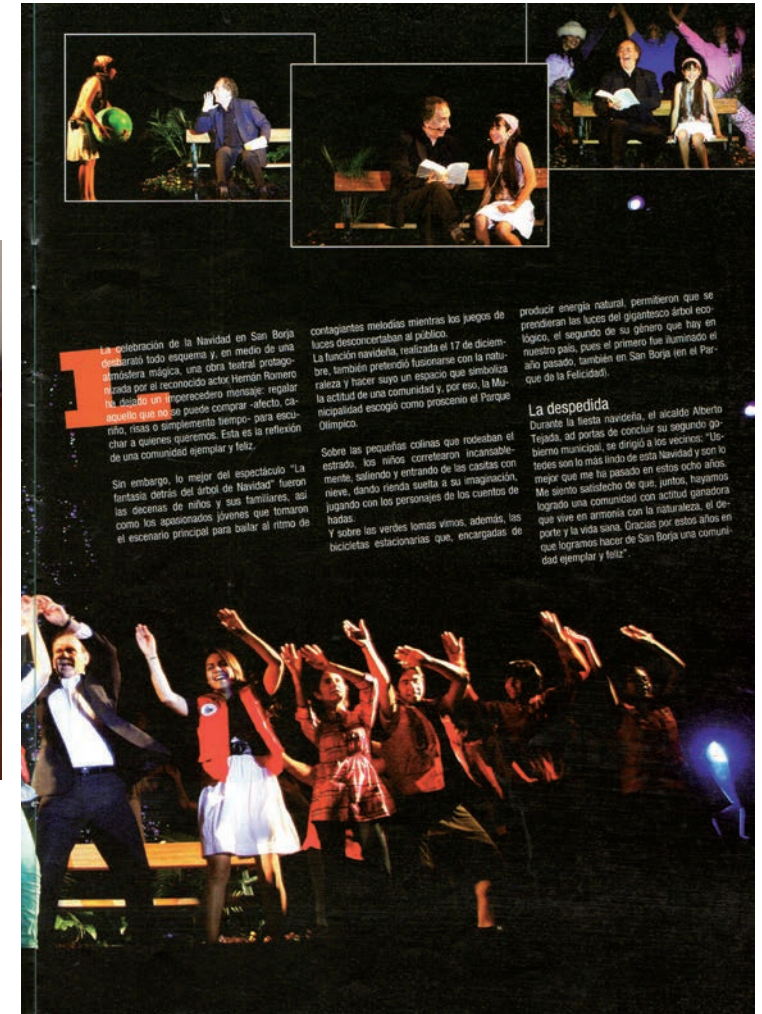 La celebración de la Navidad en San Borja
desbarató todo esquema y, en medio de una
atmósfera mágica, una obra teatral protago-
nizada por el reconocido actor Hernán Romero
ha dejado un imperecedero mensaje: regalar
aquello que no se puede comprar -afecto, ca-
riño, risas o simplemente tiempo- para escu-
char a quienes queremos. Esta es la reflexión
de una comunidad ejemplar y feliz.
Sin embargo, lo mejor del espectáculo "La
fantasía detrás del árbol de Navidad" fueron
las decenas de niños y sus familiares, así
como los apasionados jóvenes que tomaron
el escenario principal para bailar al ritmo de
contagiantes melodías mientras los juegos de
luces desconcertaban al público.
La función navideña, realizada el 17 de diciem-
bre, también pretendió fusionarse con la natu-
raleza y hacer suyo un espacio que simboliza
la actitud de una comunidad y, por eso, la Mu-
nicipalidad escogió como proscenio el Parque
Olímpico.
Sobre las pequeñas colinas que rodeaban el
estrado, los niños corretearon incansable-
mente, saliendo y entrando de las casitas con
nieve, dando rienda suelta a su imaginación,
jugando con los personajes de los cuentos de
hadas.
Y sobre las verdes lomas vimos, además, las
bicicletas estacionarias que, encargadas de
producir energía natural, permitieron que se
prendieran las luces del gigantesco árbol eco-
lógico, el segundo de su género que hay en
nuestro país, pues el primero fue iluminado el
año pasado, también en San Borja (en el Par-
que de la Felicidad).
La despedida
Durante la fiesta navideña, el alcalde Alberto
Tejada, ad portas de concluir su segundo go-
bierno municipal, se dirigió a los vecinos: "Us-
tedes son lo más lindo de esta Navidad y son lo
mejor que me ha pasado en estos ocho años.
Me siento satisfecho de que, juntos, hayamos
logrado una comunidad con actitud ganadora
que vive en armonía con la naturaleza, el de-
porte y la vida sana. Gracias por estos años en
que logramos hacer de San Borja una comuni-
dad ejemplar y feliz".